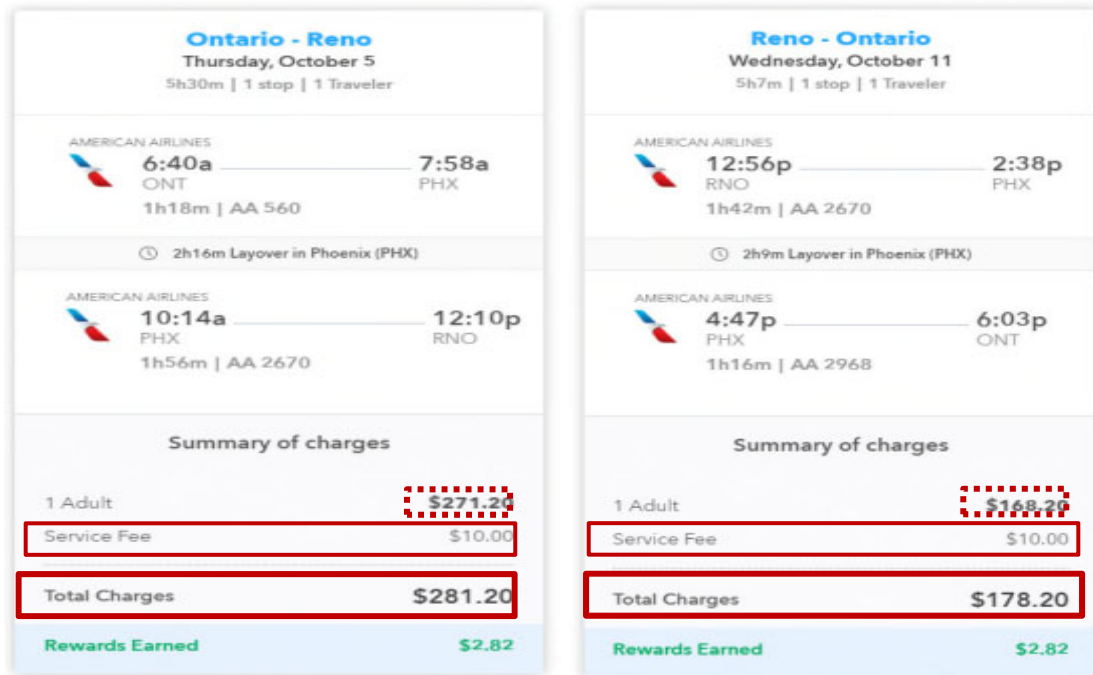 Ontario - Reno
Thursday, October 5
5h30m | 1 stop | 1 Traveler
AMERICAN AIRLINES
6:40a 7:58a
ONT PHX
1h18m | AA 560
2h16m Layover in Phoenix (PHX)
AMERICAN AIRLINES
10:14a 12:10p
PHX RNO
1h56m | AA 2670
Summary of charges
1 Adult $271.20
Service Fee $10.00
Total Charges $281.20
Rewards Earned $2.82
Reno - Ontario
Wednesday, October 11
5h7m | 1 stop | 1 Traveler
AMERICAN AIRLINES
12:56p 2:38p
RNO PHX
1h42m | AA 2670
2h9m Layover in Phoenix (PHX)
AMERICAN AIRLINES
4:47p 6:03p
PHX ONT
1h16m | AA 2968
Summary of charges
1 Adult $168.20
Service Fee $10.00
Total Charges $178.20
Rewards Earned $2.82